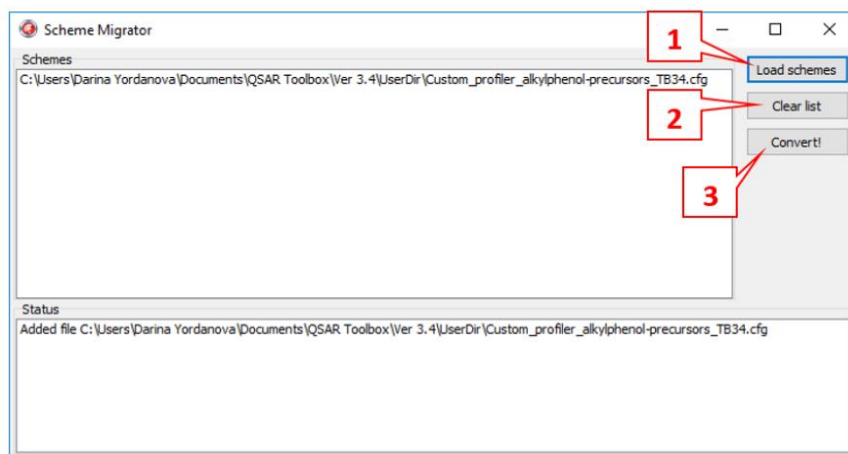 Scheme Migrator
1
Schemes
Load schemes
C:\Users\Darina Yordanova\Documents\QSAR Toolbox\Ver 3.4\UserDir\Custom_profiler_alkylphenol-precursors_TB34.cfg
2
Clear list
Convert!
3
Status
Added file C:\Users\Darina Yordanova\Documents\QSAR Toolbox\Ver 3.4\UserDir\Custom_profiler_alkylphenol-precursors_TB34.cfg